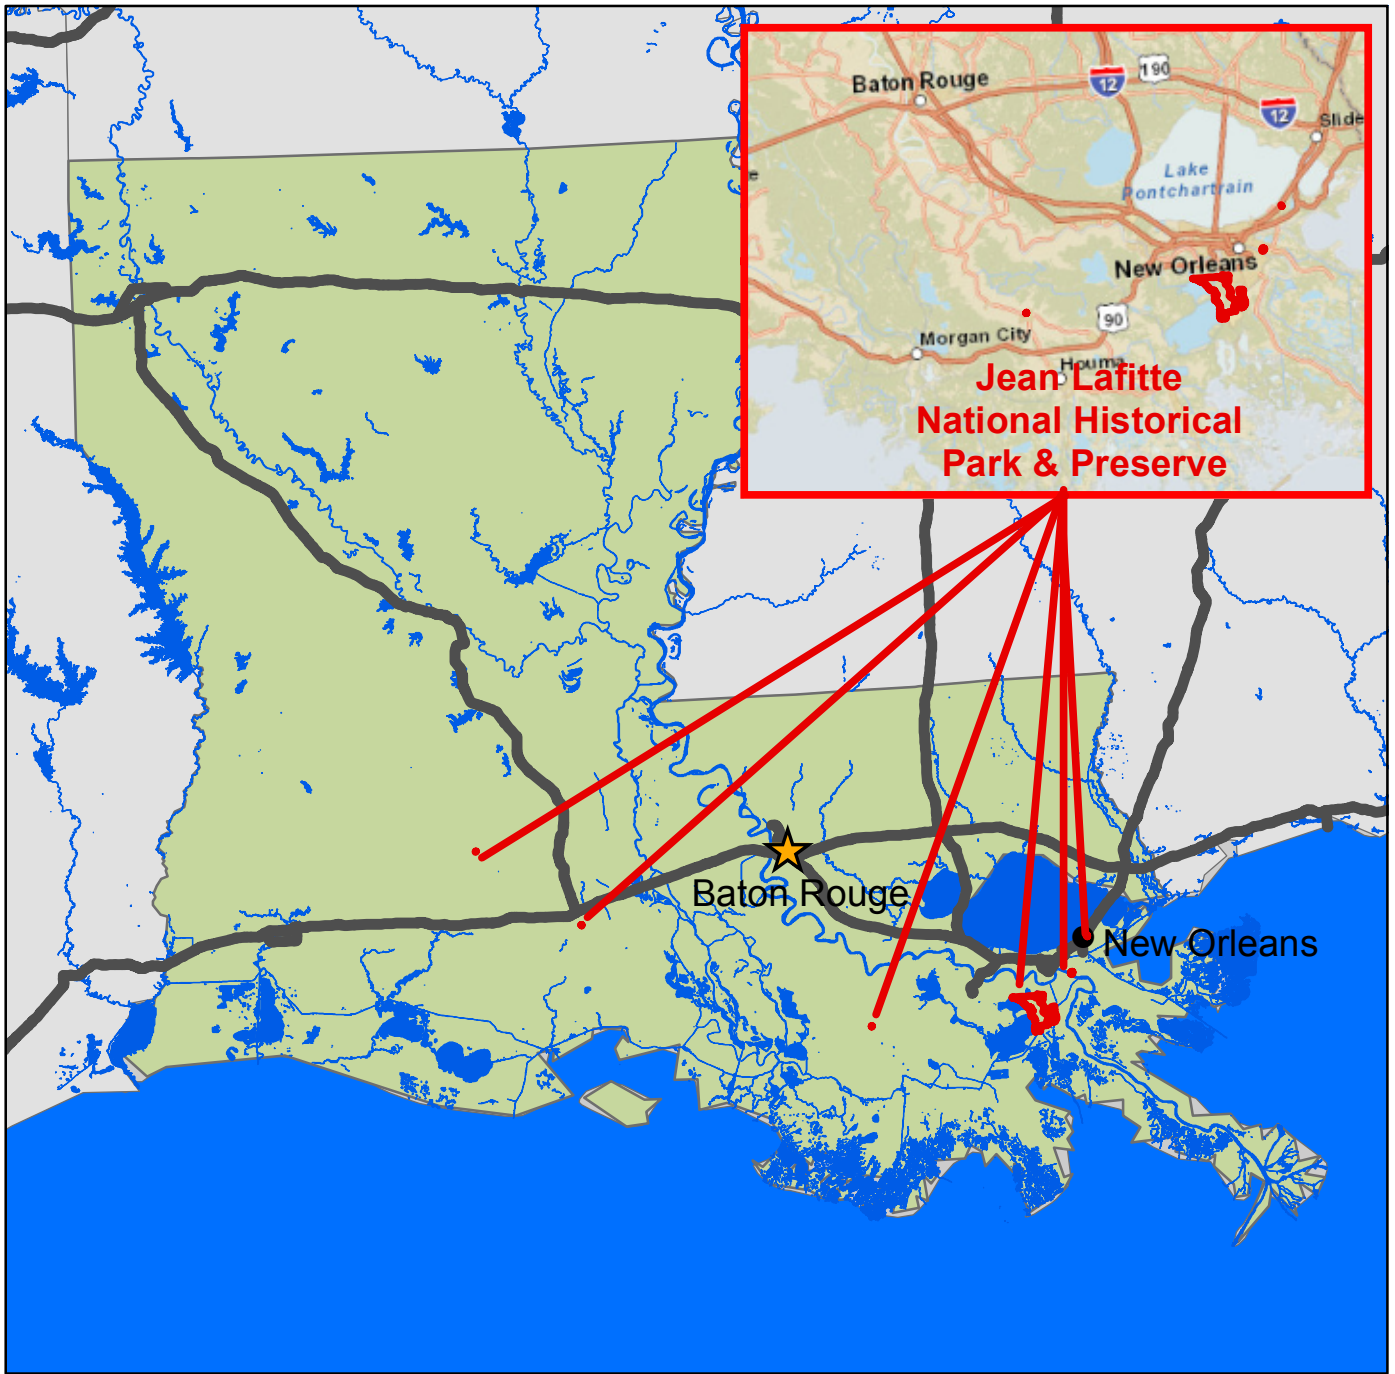 190
12
Baton Rouge
12
Slide
e
Lake
Pontchartrain
New Orleans
90
Morgan City
Houma
Jean Lafitte
National Historical
Park & Preserve
Baton Rouge
New Orleans